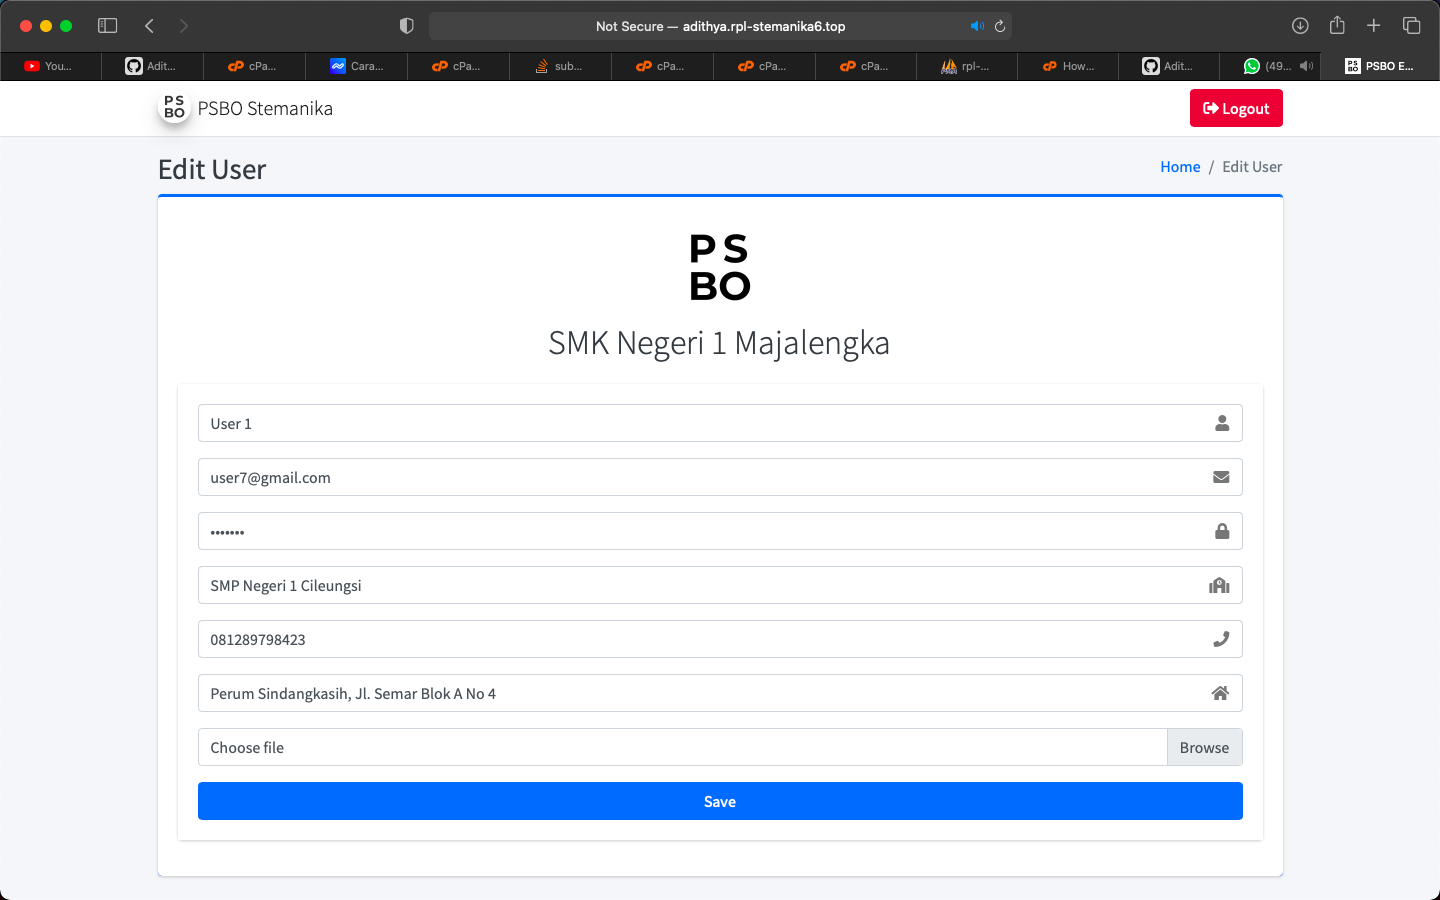 Not Secure — adithya.rpl-stemanika6.top
You...
Adit...
cPa...
Cara...
cPa...
sub...
cPa...
cPa...
cPa...
rpl-...
How...
Adit...
(49...
PSBO E...
PS
BO
PSBO Stemanika
Logout
Edit User
Home / Edit User
PS
BO
SMK Negeri 1 Majalengka
User 1
user7@gmail.com
•••••••
SMP Negeri 1 Cileungsi
081289798423
Perum Sindangkasih, Jl. Semar Blok A No 4
Choose file
Browse
Save